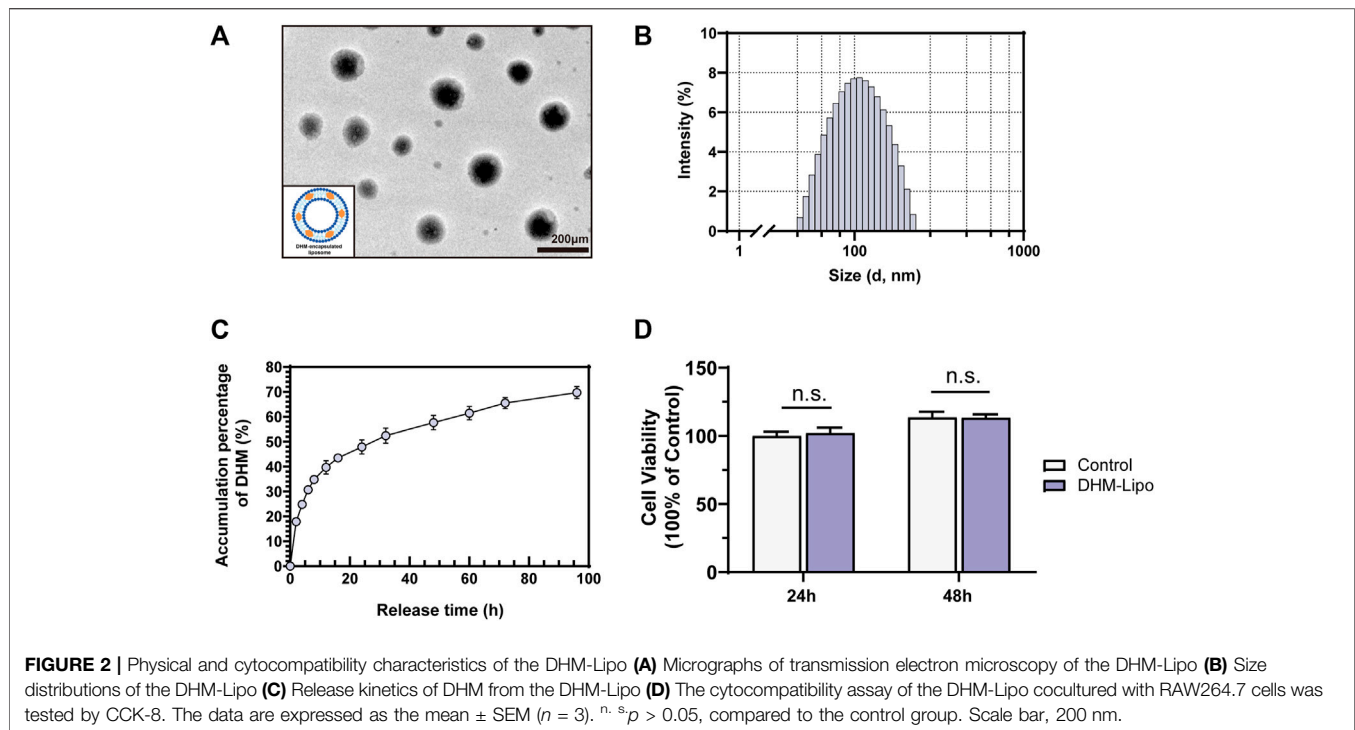 A
DHM-encapsulated
liposome
200μm
B
Intensity (%)
10
8
6
4
2
0
1
100
1000
Size (d, nm)
C
Accumulation percentage
of DHM (%)
80
70
60
50
40
30
20
10
0
0
20
40
60
80
100
Release time (h)
D
Cell Viability
(100% of Control)
150
100
50
0
n.s.
n.s.
24h
48h
Control
DHM-Lipo
FIGURE 2 | Physical and cytocompatibility characteristics of the DHM-Lipo (A) Micrographs of transmission electron microscopy of the DHM-Lipo (B) Size
distributions of the DHM-Lipo (C) Release kinetics of DHM from the DHM-Lipo (D) The cytocompatibility assay of the DHM-Lipo cocultured with RAW264.7 cells was
tested by CCK-8. The data are expressed as the mean ± SEM (n = 3). n. s.p > 0.05, compared to the control group. Scale bar, 200 nm.